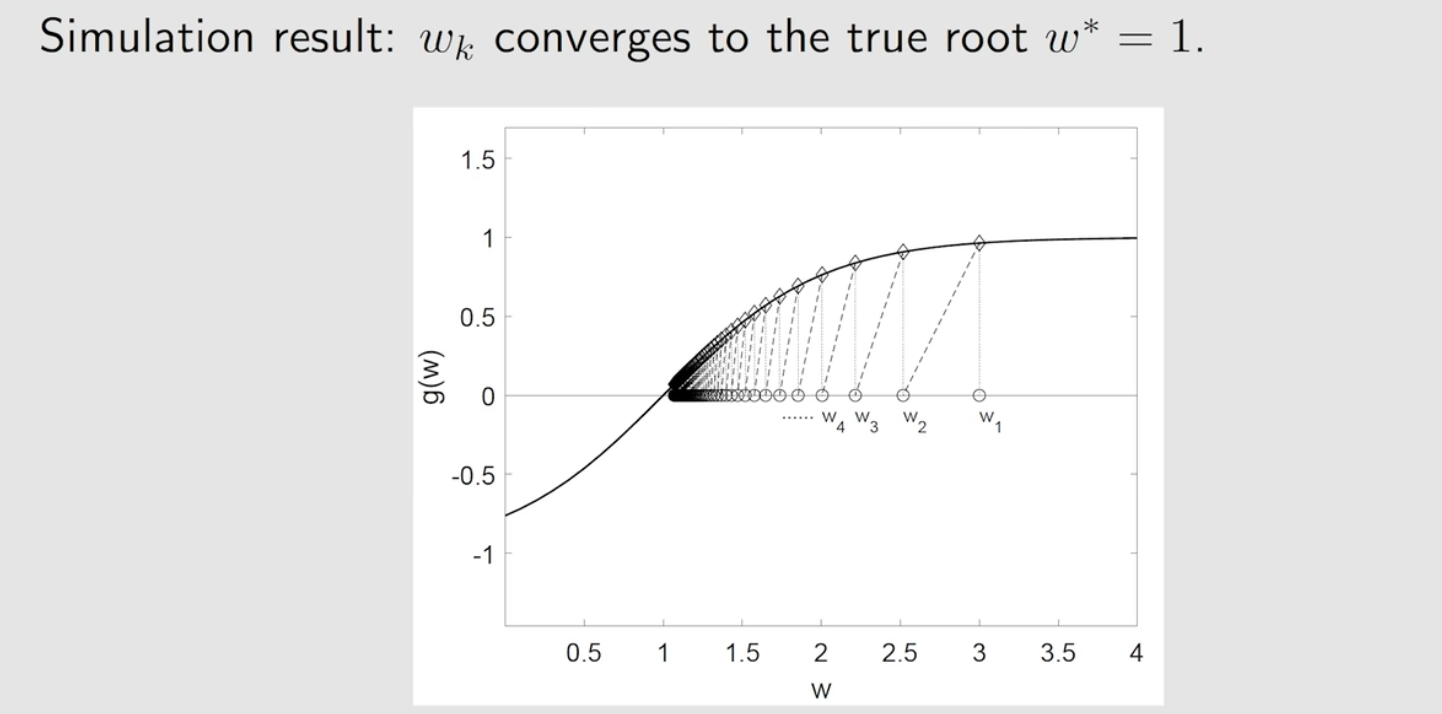 Simulation result: wₖ converges to the true root w* = 1.
1.5
1
0.5
0
-0.5
-1
g(w)
...... w₄ w₃ w₂ w₁
0.5 1 1.5 2 2.5 3 3.5 4
w